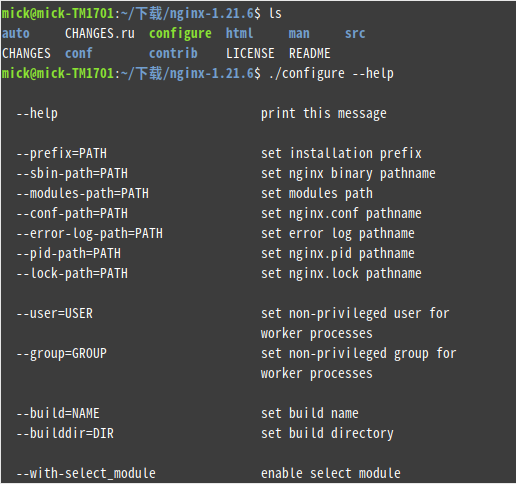 mick@mick-TM1701:~/下载/nginx-1.21.6$ ls
auto     CHANGES.ru  configure  html     man     src
CHANGES  conf        contrib    LICENSE  README
mick@mick-TM1701:~/下载/nginx-1.21.6$ ./configure --help
--help                             print this message
--prefix=PATH                      set installation prefix
--sbin-path=PATH                   set nginx binary pathname
--modules-path=PATH                set modules path
--conf-path=PATH                   set nginx.conf pathname
--error-log-path=PATH              set error log pathname
--pid-path=PATH                    set nginx.pid pathname
--lock-path=PATH                   set nginx.lock pathname
--user=USER                        set non-privileged user for
worker processes
--group=GROUP                      set non-privileged group for
worker processes
--build=NAME                       set build name
--builddir=DIR                     set build directory
--with-select_module               enable select module